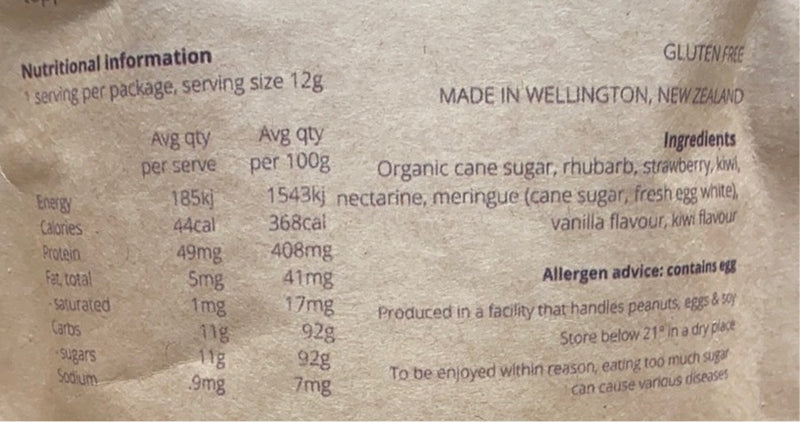 Nutritional information
1 serving per package, serving size 12g
Avg qty Avg qty
per serve per 100g
Energy 185kj 1543kj
Calories 44cal 368cal
Protein 49mg 408mg
Fat, total 5mg 41mg
- saturated 1mg 17mg
Carbs 11g 92g
- sugars 11g 92g
Sodium .9mg 7mg
GLUTEN FREE
MADE IN WELLINGTON, NEW ZEALAND
Ingredients
Organic cane sugar, rhubarb, strawberry, kiwi,
nectarine, meringue (cane sugar, fresh egg white),
vanilla flavour, kiwi flavour
Allergen advice: contains egg
Produced in a facility that handles peanuts, eggs & soy
Store below 21° in a dry place
To be enjoyed within reason, eating too much sugar
can cause various diseases